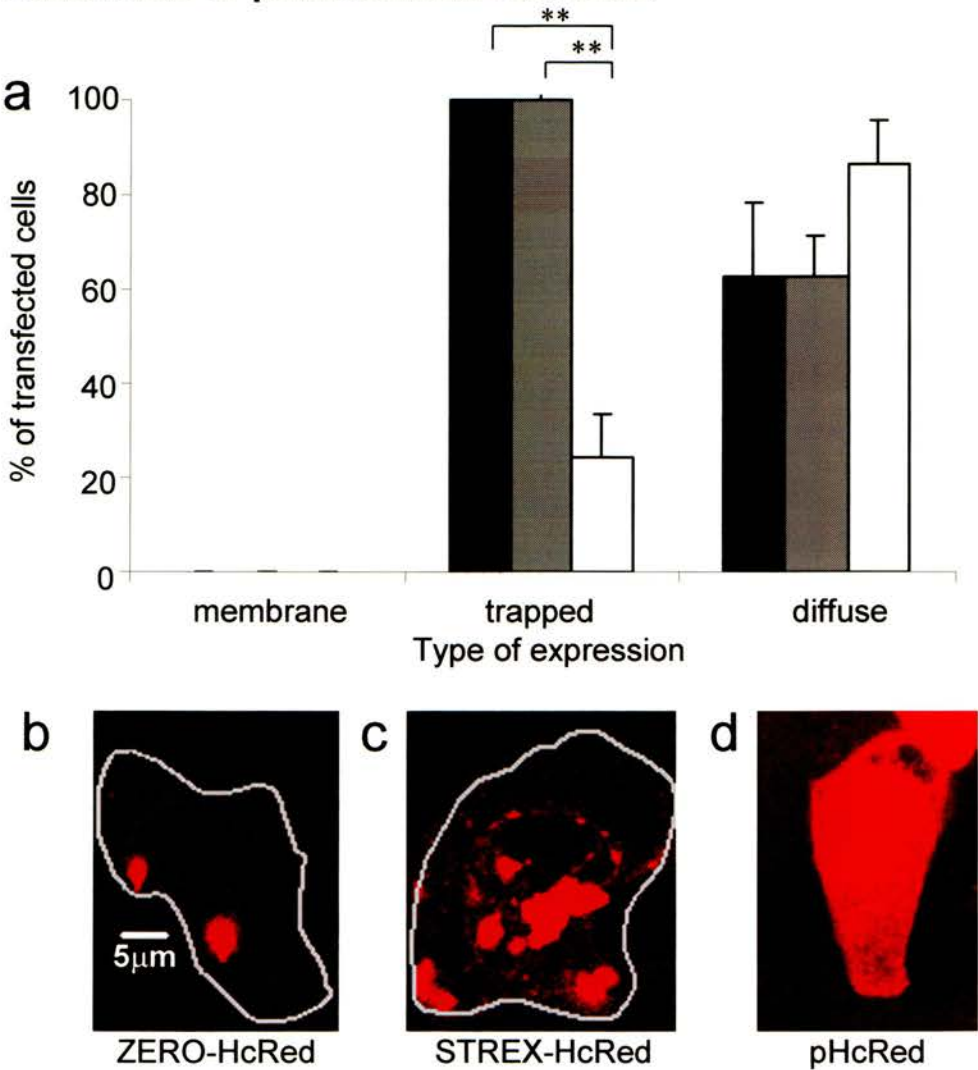 **
**
a
100
80
60
40
20
0
% of transfected cells
membrane trapped diffuse
Type of expression
b c d
5μm
ZERO-HcRed STREX-HcRed pHcRed